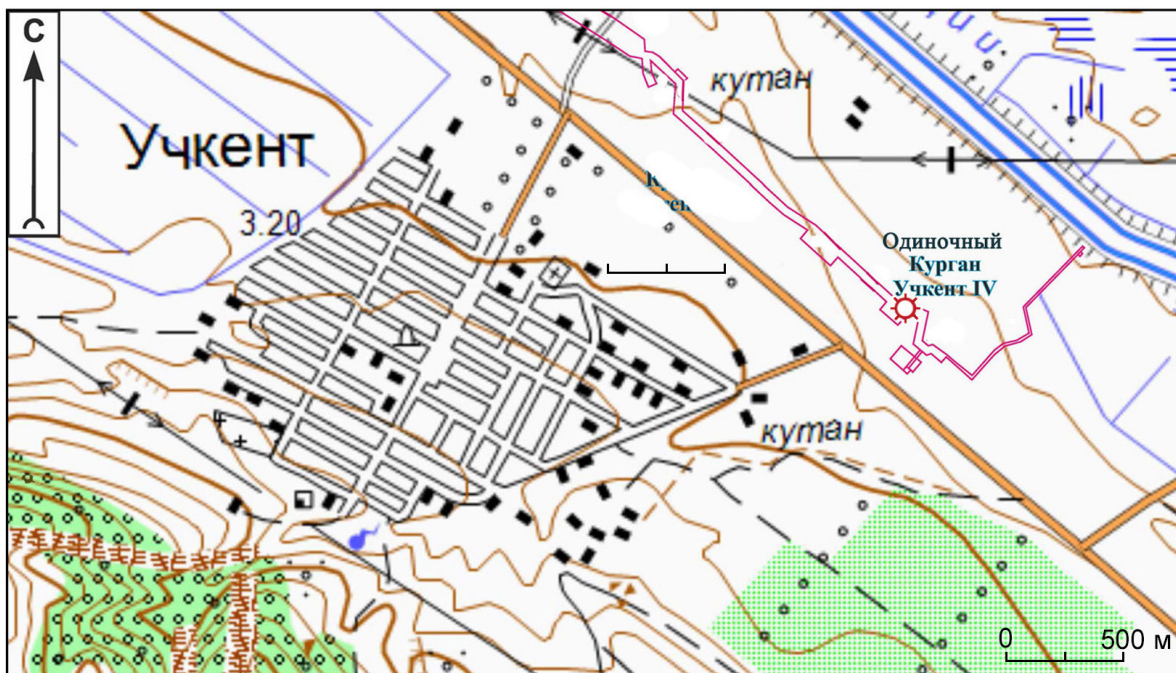 С
кутан
Учкент
3.20
Одиночный
Курган
Учкент IV
кутан
0 500 м